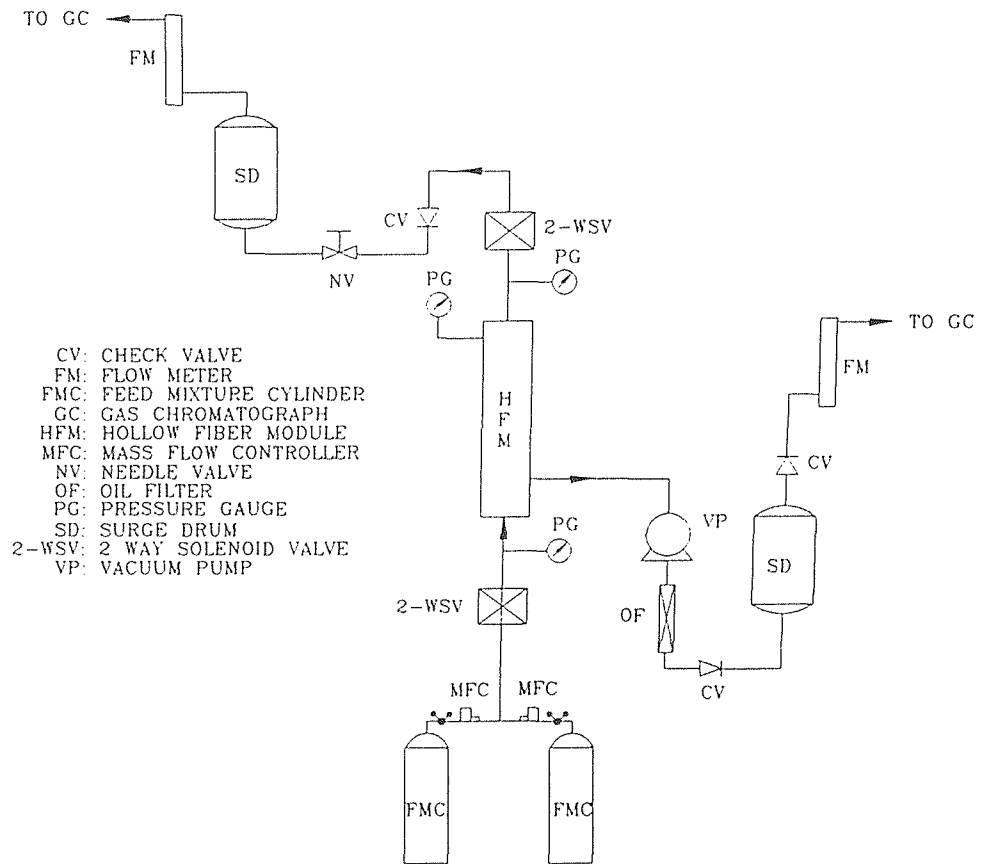 TO GC
FM
SD
CV
2-WSV
NV
PG
PG
TO GC
FM
CV: CHECK VALVE
FM: FLOW METER
FMC: FEED MIXTURE CYLINDER
GC: GAS CHROMATOGRAPH
HFM: HOLLOW FIBER MODULE
MFC: MASS FLOW CONTROLLER
NV: NEEDLE VALVE
OF: OIL FILTER
PG: PRESSURE GAUGE
SD: SURGE DRUM
2-WSV: 2 WAY SOLENOID VALVE
VP: VACUUM PUMP
HFM
CV
PG
VP
SD
2-WSV
OF
CV
MFC
MFC
FMC
FMC